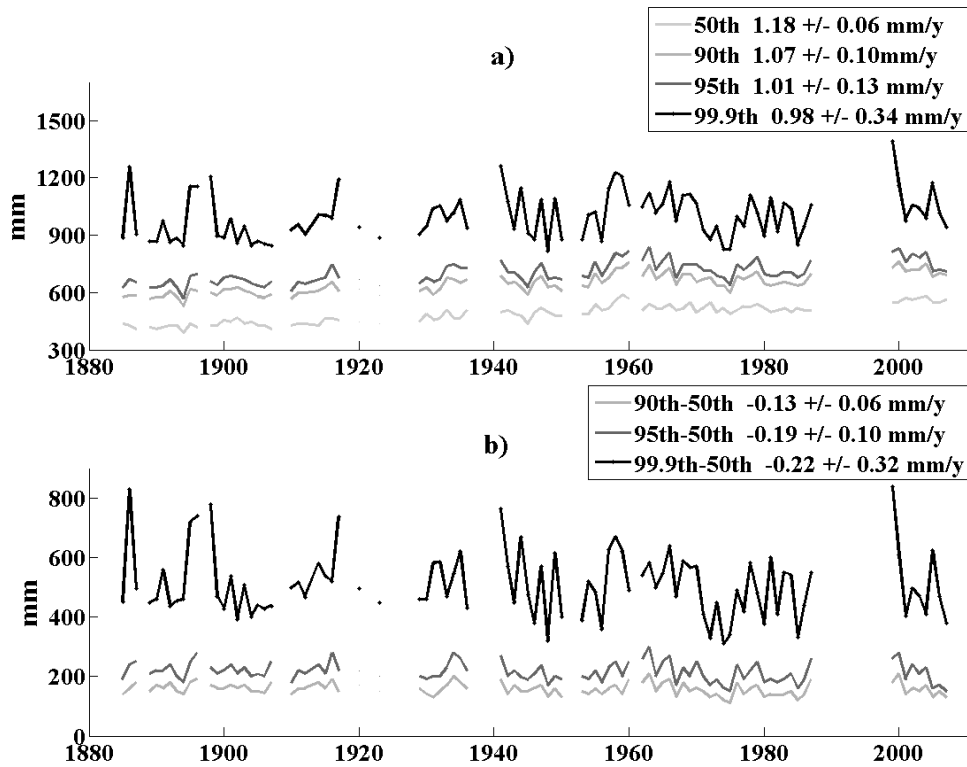 50th 1.18 +/- 0.06 mm/y
90th 1.07 +/- 0.10mm/y
95th 1.01 +/- 0.13 mm/y
99.9th 0.98 +/- 0.34 mm/y
a)
1500
1200
900
600
300
mm
1880 1900 1920 1940 1960 1980 2000
90th-50th -0.13 +/- 0.06 mm/y
95th-50th -0.19 +/- 0.10 mm/y
99.9th-50th -0.22 +/- 0.32 mm/y
b)
800
600
400
200
0
mm
1880 1900 1920 1940 1960 1980 2000